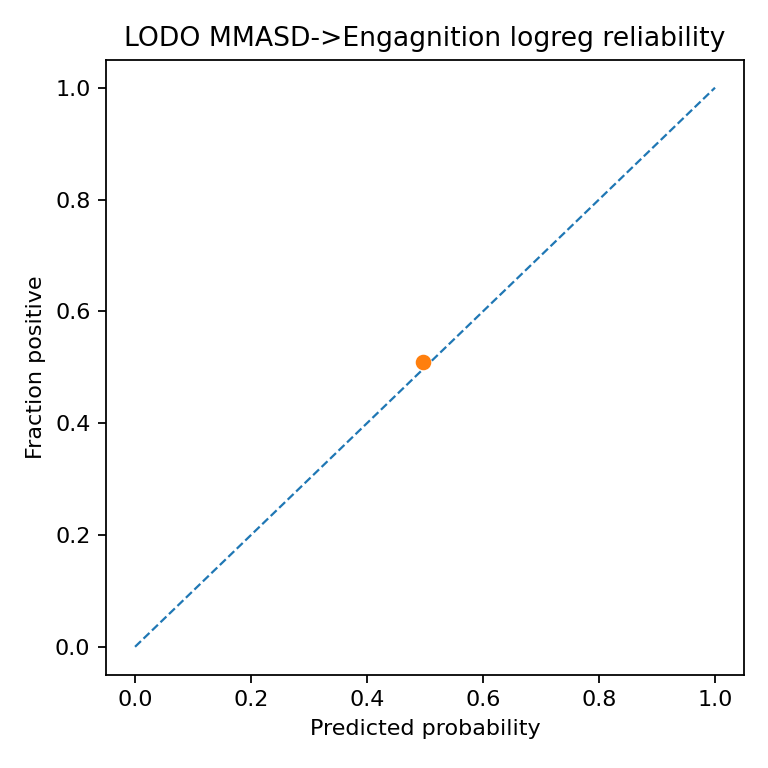 LODO MMASD->Engagnition logreg reliability
Fraction positive
1.0
0.8
0.6
0.4
0.2
0.0
0.0 0.2 0.4 0.6 0.8 1.0
Predicted probability